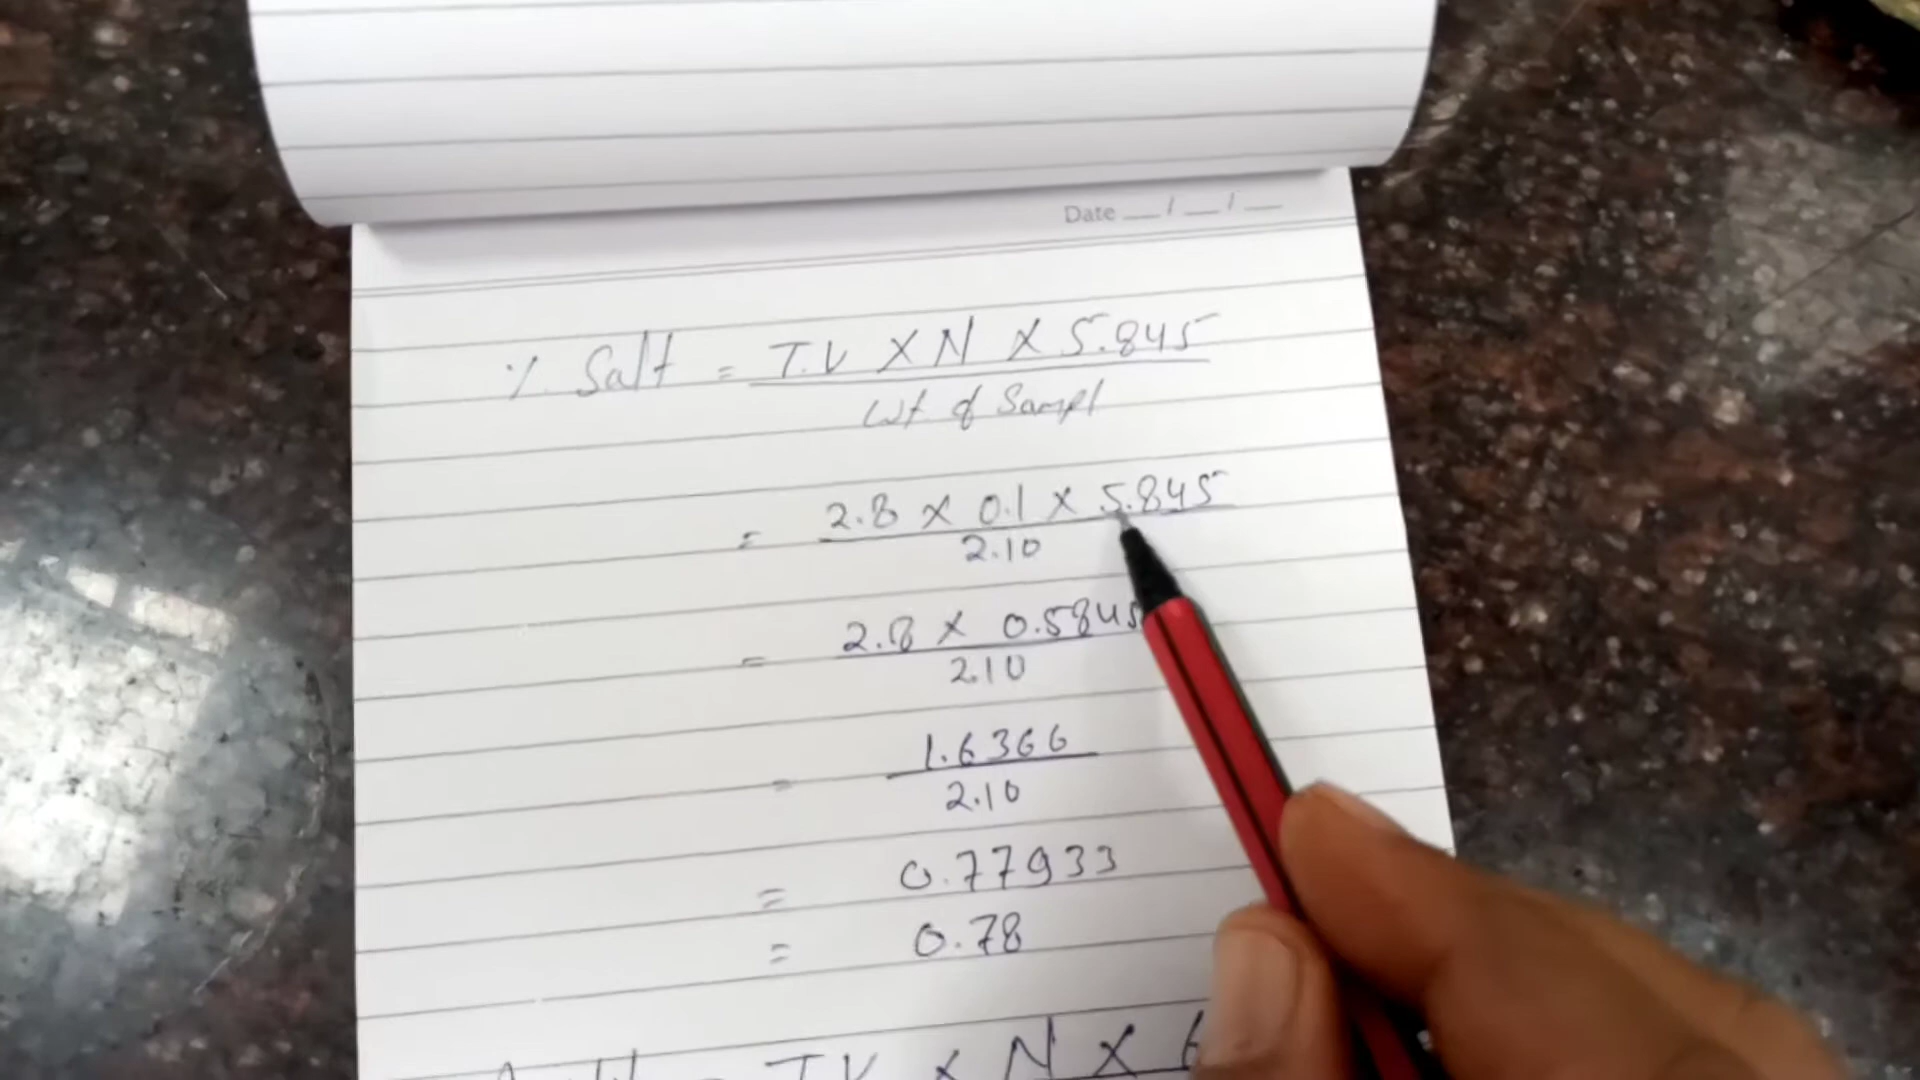 Date __/__/__
% Salt = T.V X N X 5.845
Wt of Sampl
= 2.8 X 0.1 X 5.845
2.10
= 2.8 X 0.5845
2.10
= 1.6366
2.10
= 0.77933
= 0.78
= T.V X N X 6